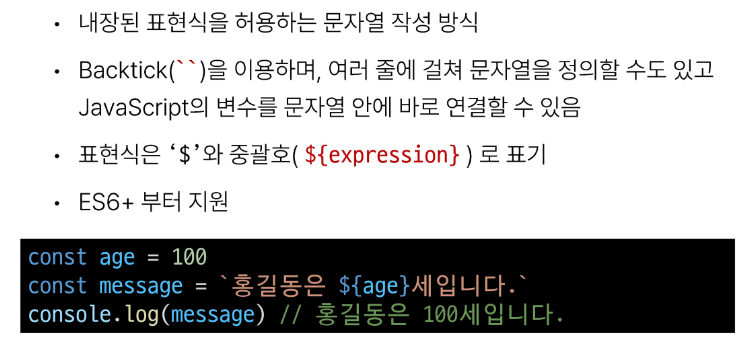 • 내장된 표현식을 허용하는 문자열 작성 방식
• Backtick(``)을 이용하며, 여러 줄에 걸쳐 문자열을 정의할 수도 있고
JavaScript의 변수를 문자열 안에 바로 연결할 수 있음
• 표현식은 ‘$’와 중괄호( ${expression} ) 로 표기
• ES6+ 부터 지원
const age = 100
const message = `홍길동은 ${age}세입니다.`
console.log(message) // 홍길동은 100세입니다.